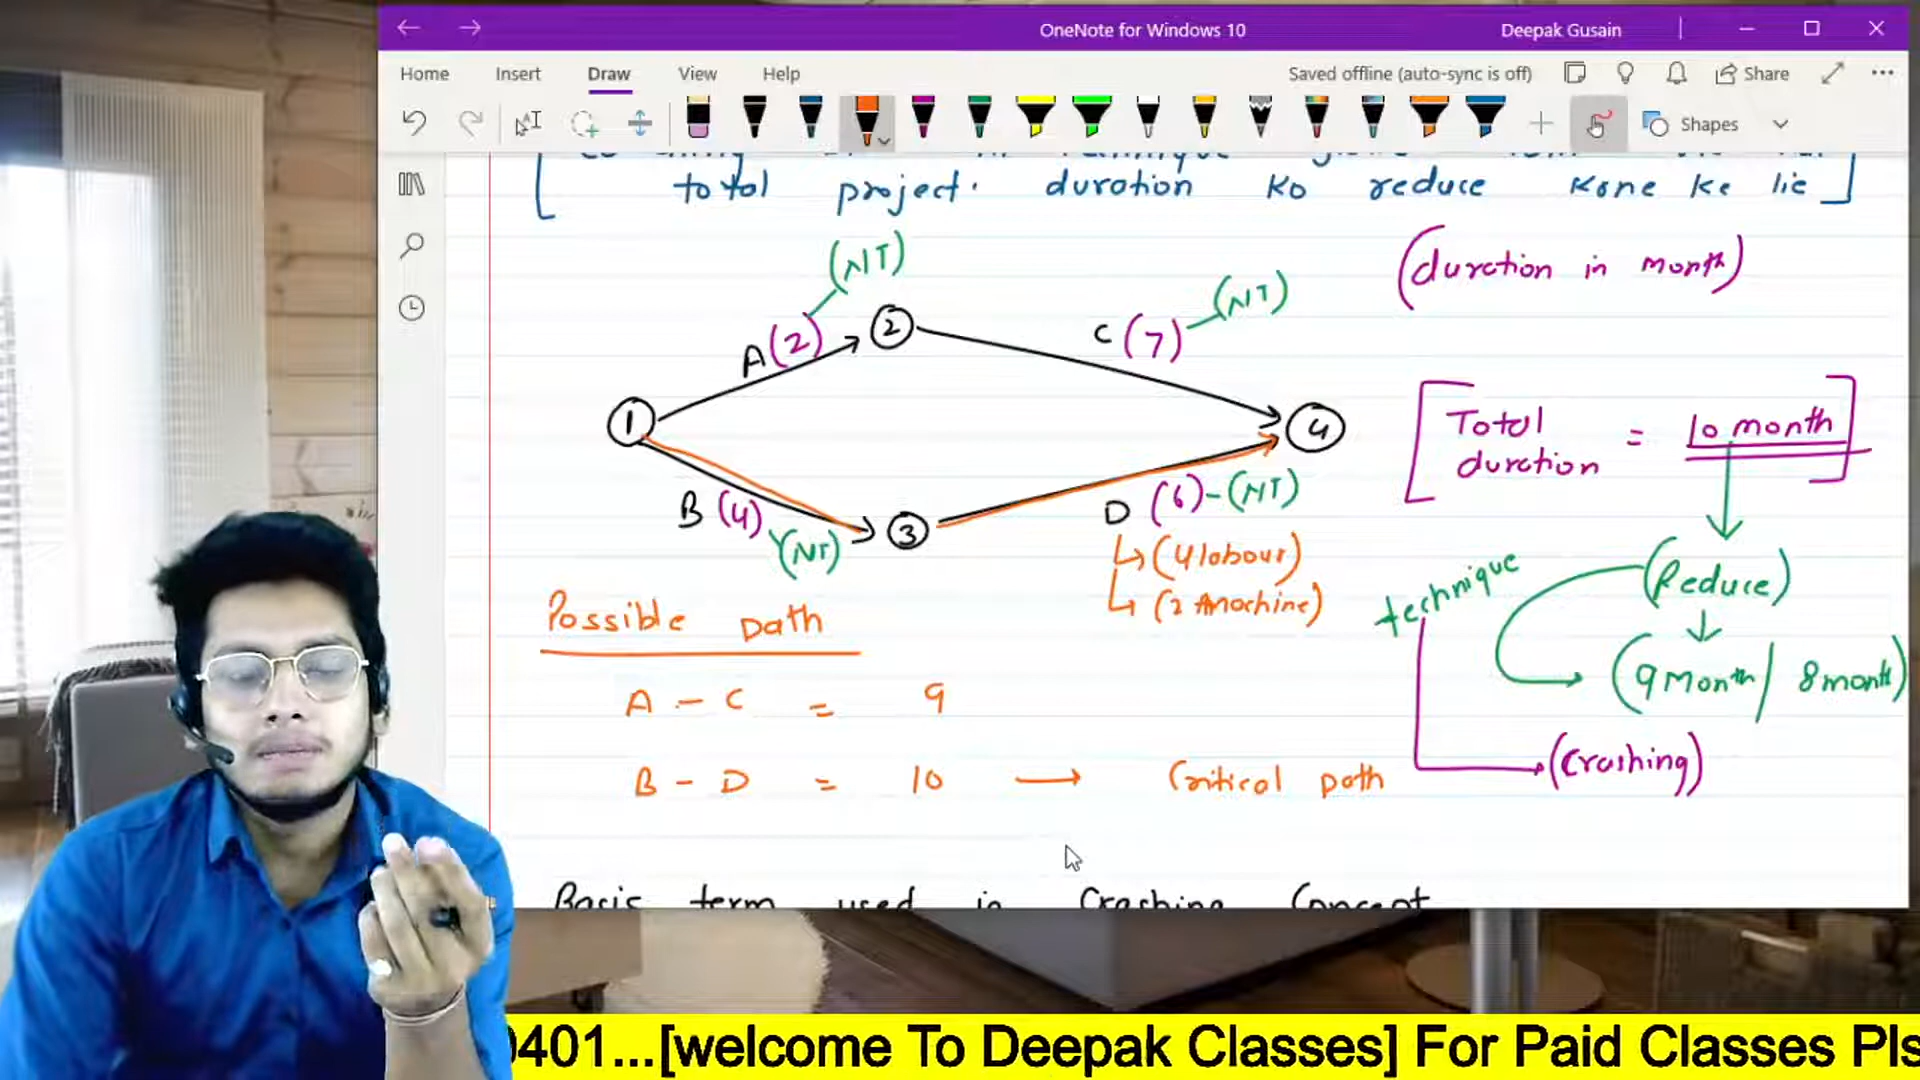 OneNote for Windows 10
Deepak Gusain
Home Insert Draw View Help
Saved offline (auto-sync is off) Share
Shapes
total project. duration Ko reduce Kone Ke lie
(NT)
(duration in month)
A (2)
2
C (7)
(NT)
1
4
Total duration = 10 month
B (4)
(NT)
3
D (6) - (NT)
(4 labour)
(2 machine)
technique
(Reduce)
(9 Month / 8 month)
(Crashing)
Possible path
A - C = 9
B - D = 10 → Critical path
Basic term used in Crashing Concept
0401...[welcome To Deepak Classes] For Paid Classes Pls